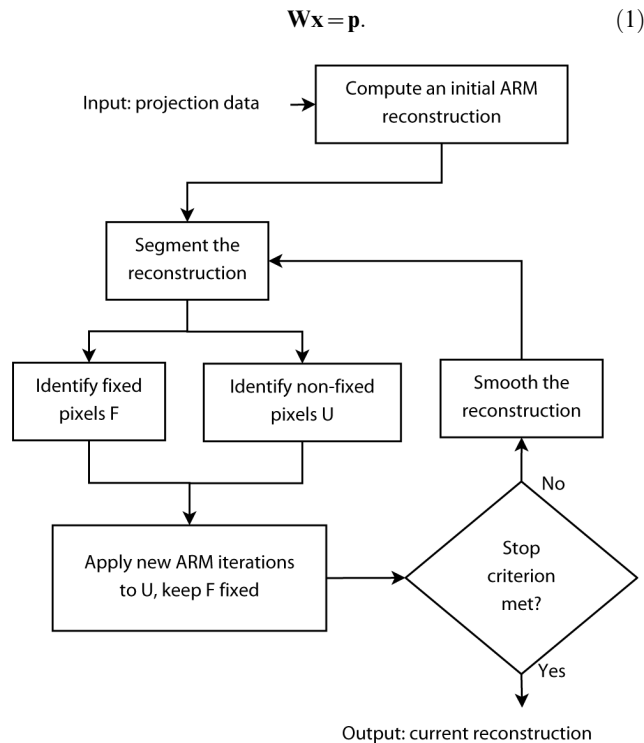 Wx = p. (1)
Input: projection data
Compute an initial ARM
reconstruction
Segment the
reconstruction
Identify fixed
pixels F
Identify non-fixed
pixels U
Smooth the
reconstruction
Apply new ARM iterations
to U, keep F fixed
Stop
criterion
met?
No
Yes
Output: current reconstruction